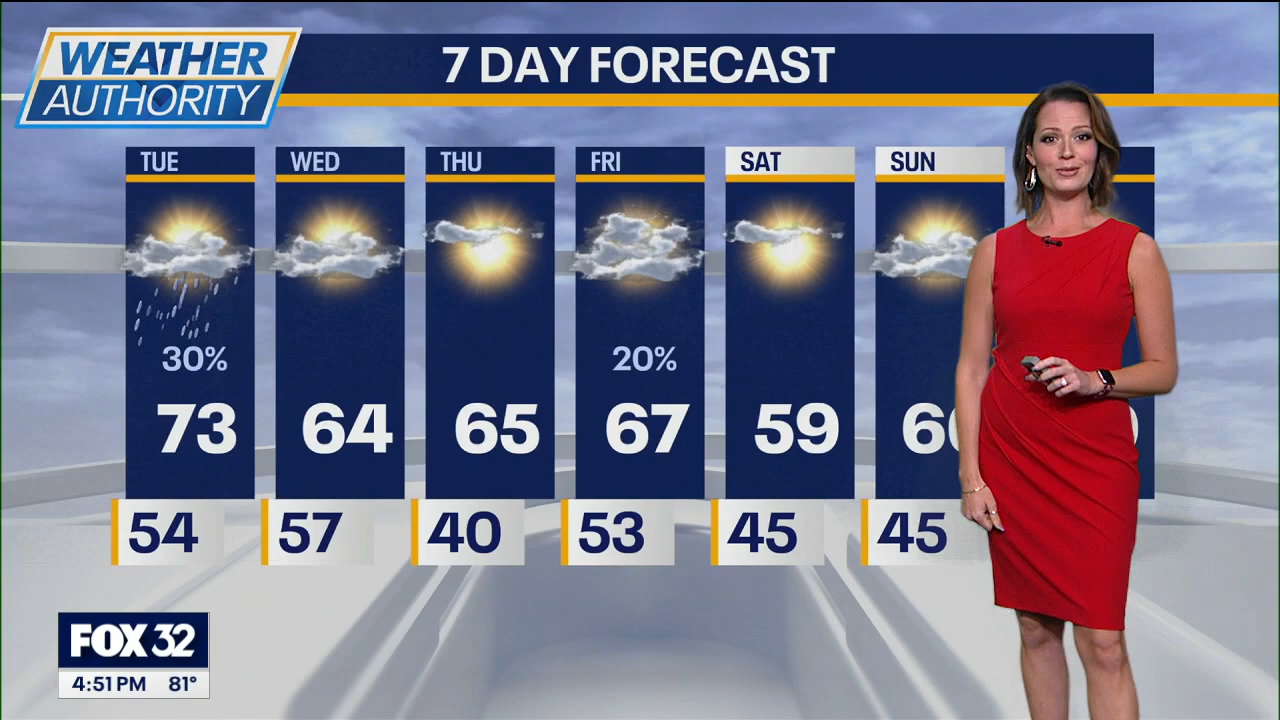 WEATHER
AUTHORITY
7 DAY FORECAST
TUE WED THU FRI SAT SUN
30% 20%
73 64 65 67 59
54 57 40 53 45 45
FOX 32
4:51 PM 81°